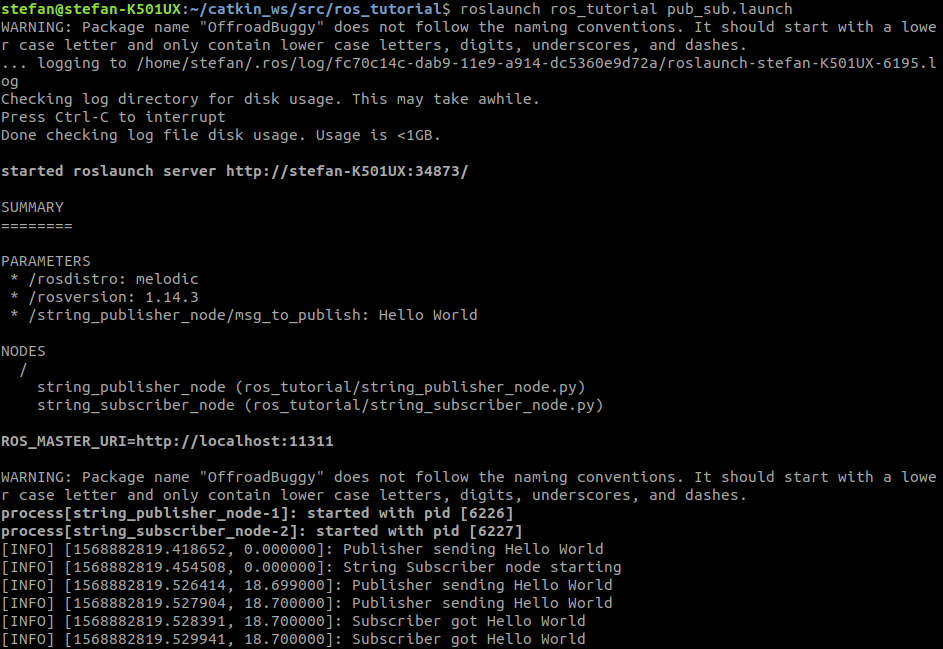 stefan@stefan-K501UX:~/catkin_ws/src/ros_tutorial$ roslaunch ros_tutorial pub_sub.launch
WARNING: Package name "OffroadBuggy" does not follow the naming conventions. It should start with a lowe
r case letter and only contain lower case letters, digits, underscores, and dashes.
... logging to /home/stefan/.ros/log/fc70c14c-dab9-11e9-a914-dc5360e9d72a/roslaunch-stefan-K501UX-6195.l
og
Checking log directory for disk usage. This may take awhile.
Press Ctrl-C to interrupt
Done checking log file disk usage. Usage is <1GB.

started roslaunch server http://stefan-K501UX:34873/

SUMMARY
========

PARAMETERS
 * /rosdistro: melodic
 * /rosversion: 1.14.3
 * /string_publisher_node/msg_to_publish: Hello World

NODES
  /
    string_publisher_node (ros_tutorial/string_publisher_node.py)
    string_subscriber_node (ros_tutorial/string_subscriber_node.py)

ROS_MASTER_URI=http://localhost:11311

WARNING: Package name "OffroadBuggy" does not follow the naming conventions. It should start with a lowe
r case letter and only contain lower case letters, digits, underscores, and dashes.
process[string_publisher_node-1]: started with pid [6226]
process[string_subscriber_node-2]: started with pid [6227]
[INFO] [1568882819.418652, 0.000000]: Publisher sending Hello World
[INFO] [1568882819.454508, 0.000000]: String Subscriber node starting
[INFO] [1568882819.526414, 18.699000]: Publisher sending Hello World
[INFO] [1568882819.527904, 18.700000]: Publisher sending Hello World
[INFO] [1568882819.528391, 18.700000]: Subscriber got Hello World
[INFO] [1568882819.529941, 18.700000]: Subscriber got Hello World